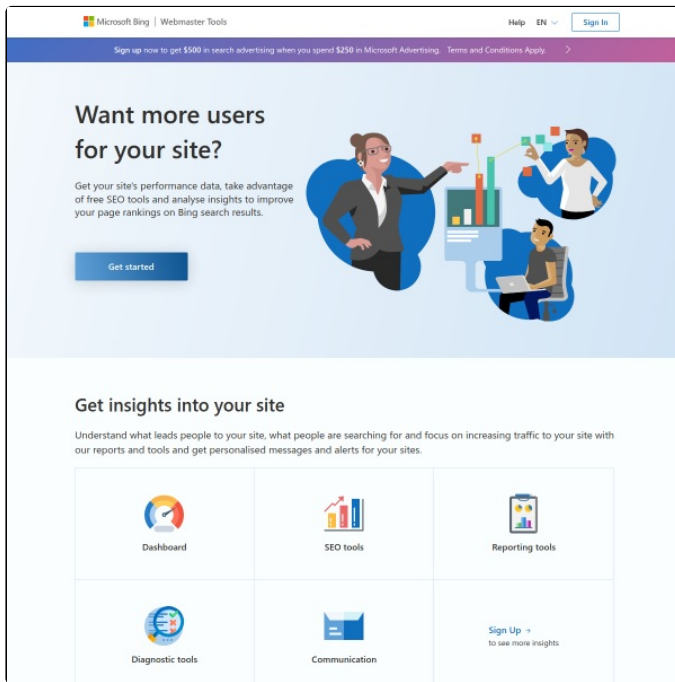 Microsoft Bing | Webmaster Tools
Help EN Sign In
Sign up now to get $500 in search advertising when you spend $250 in Microsoft Advertising. Terms and Conditions Apply.
Want more users
for your site?
Get your site's performance data, take advantage
of free SEO tools and analyse insights to improve
your page rankings on Bing search results.
Get started
Get insights into your site
Understand what leads people to your site, what people are searching for and focus on increasing traffic to your site with
our reports and tools and get personalised messages and alerts for your sites.
Dashboard
SEO tools
Reporting tools
Diagnostic tools
Communication
Sign Up →
to see more insights